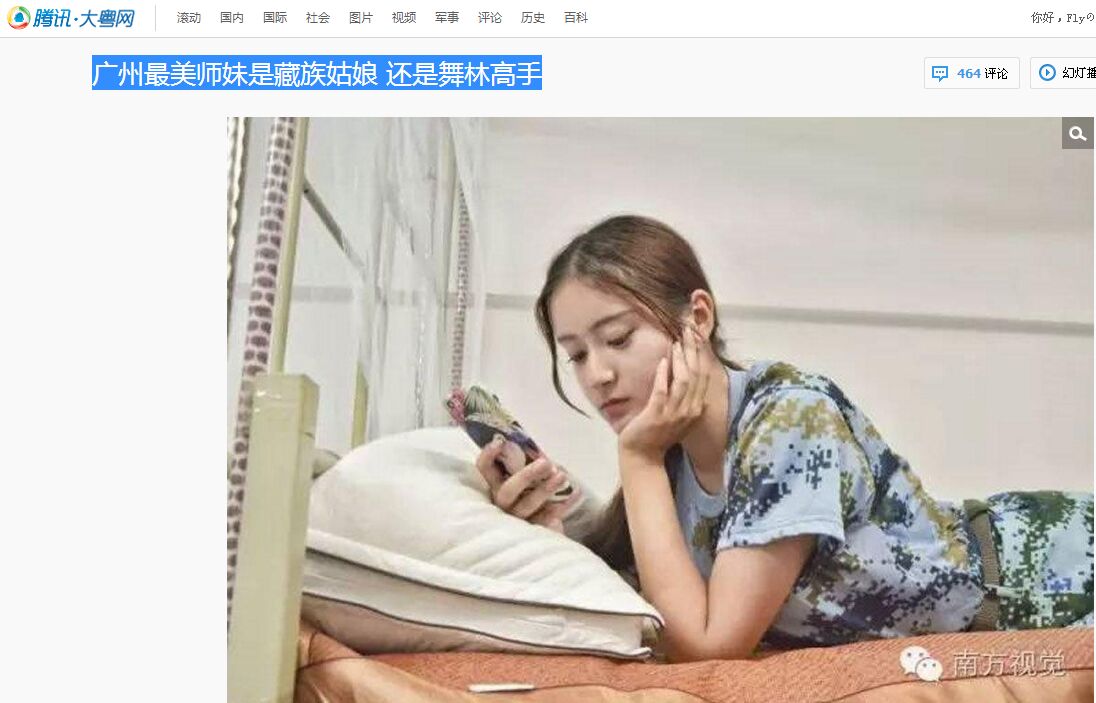 腾讯·大粤网 滚动 国内 国际 社会 图片 视频 军事 评论 历史 百科 你好，Fly
广州最美师妹是藏族姑娘 还是舞林高手
464 评论 幻灯播
南方视觉